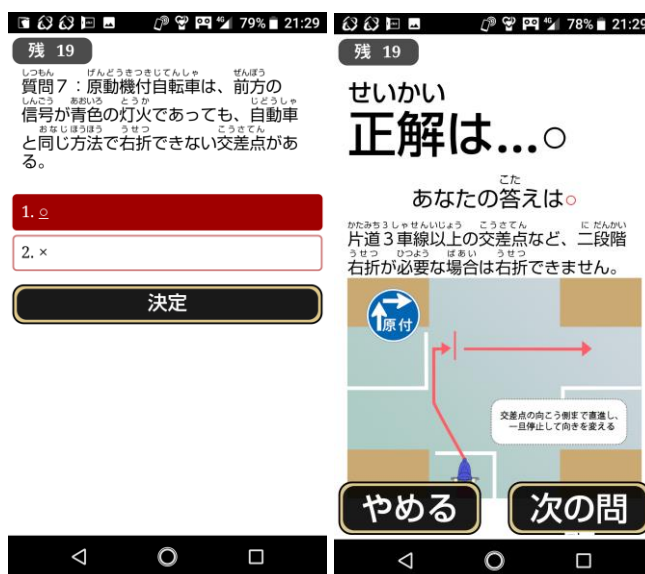 79% 21:29
残 19
しつもん げんどうきつきじてんしゃ ぜんぽう
質問7：原動機付自転車は、前方の
しんごう あおいろ とうか じどうしゃ
信号が青色の灯火であっても、自動車
おなじほうほう うせつ こうさてん
と同じ方法で右折できない交差点があ
る。
1. ○
2. ×
決定
4G 78% 21:29
残 19
せいかい
正解は...○
こた
あなたの答えは○
かたみち3しゃせんいじょう こうさてん にだんかい
片道3車線以上の交差点など、二段階
うせつ ひつよう ばあい うせつ
右折が必要な場合は右折できません。
原付
交差点の向こう側まで直進し、
一旦停止して向きを変える
やめる
次の問